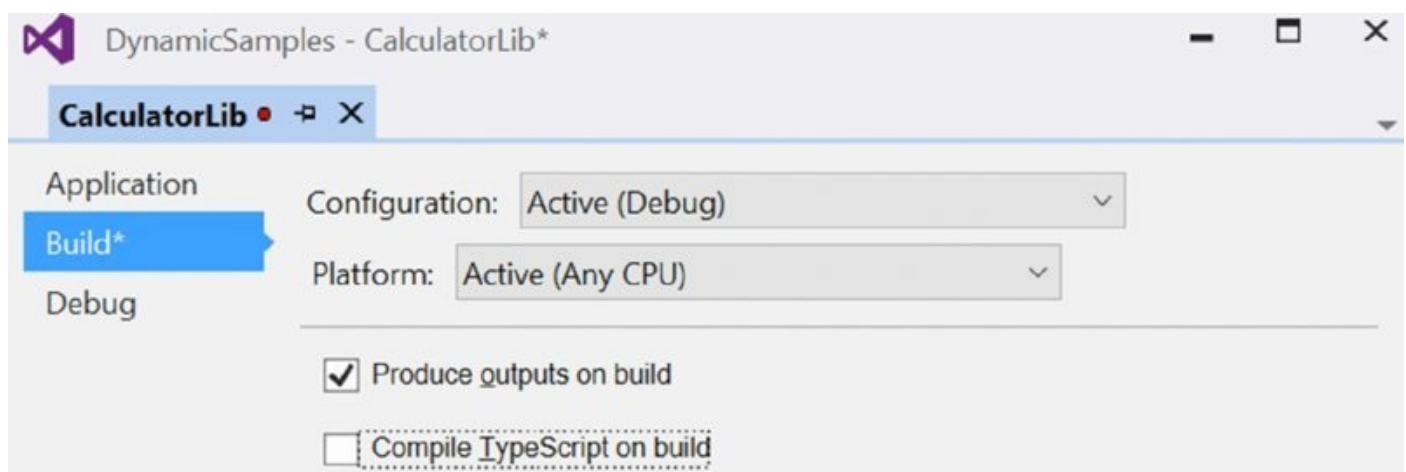 DynamicSamples - CalculatorLib*
CalculatorLib
Application
Configuration: Active (Debug)
Build*
Platform: Active (Any CPU)
Debug
Produce outputs on build
Compile TypeScript on build